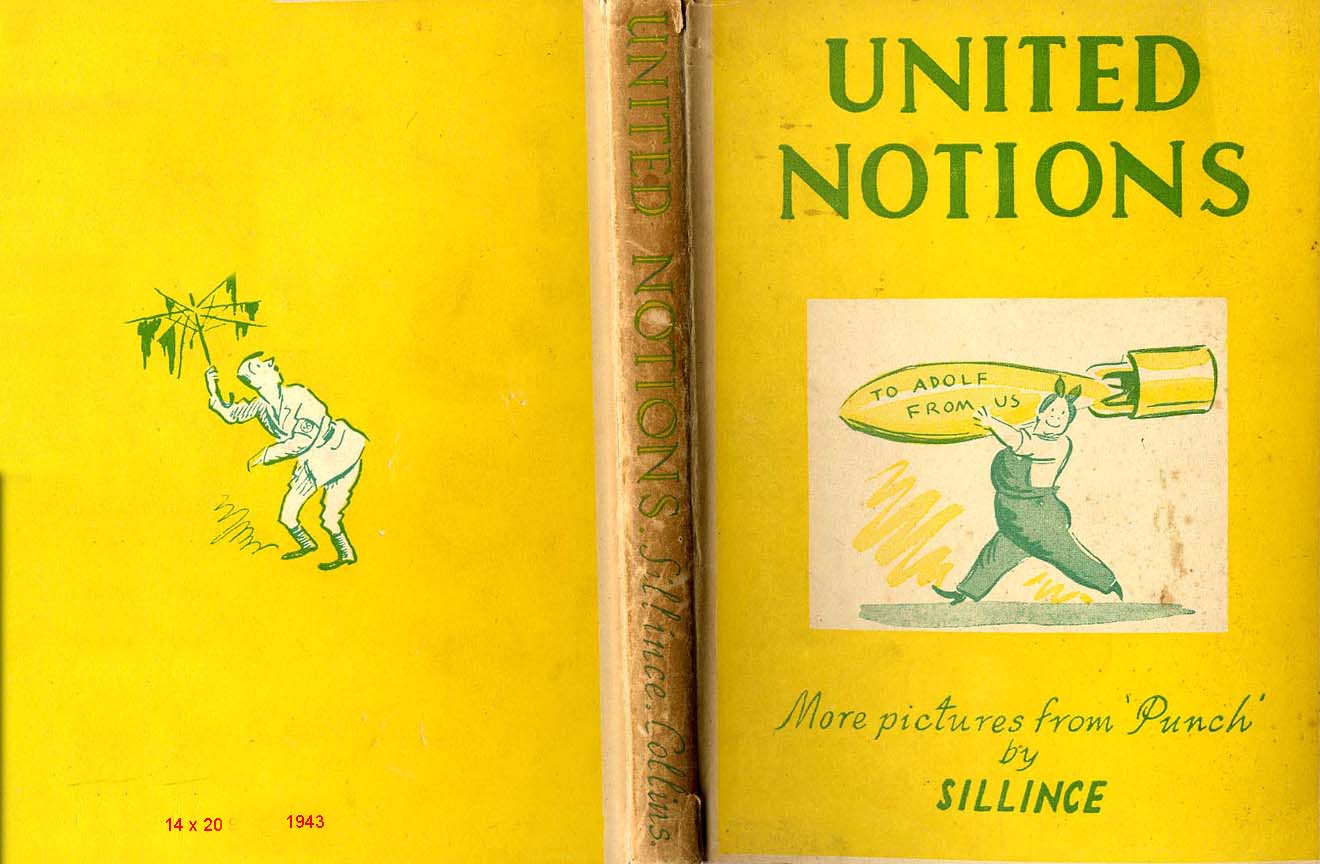 14 x 20
1943
UNITED NOTIONS. Sillince. Collins.
UNITED
NOTIONS
TO ADOLF
FROM US
More pictures from 'Punch'
by
SILLINCE